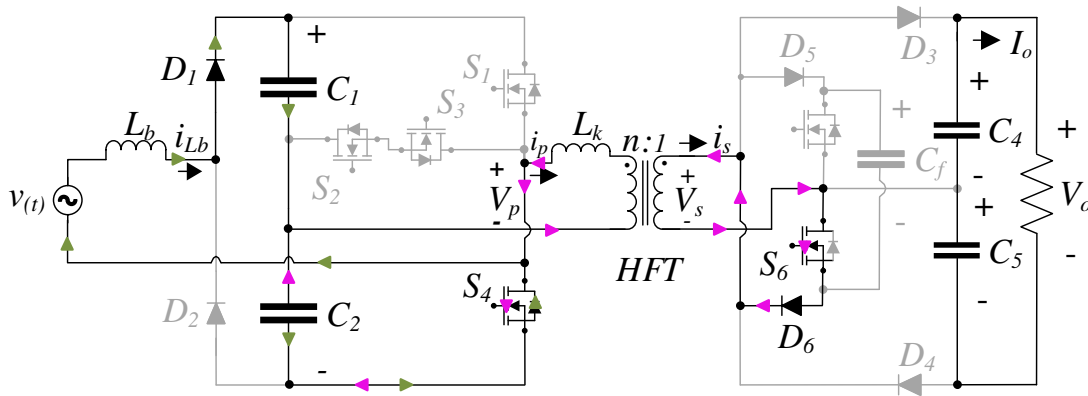 D1
C1
+
S1
S3
S2
Lb
iLb
v(t)
ip
Lk
n:1
is
+
Vp
-
+
Vs
-
HFT
D2
C2
-
S4
D5
D3
Io
+
Cf
-
+
C4
-
+
C5
-
+
Vo
-
S6
D6
D4